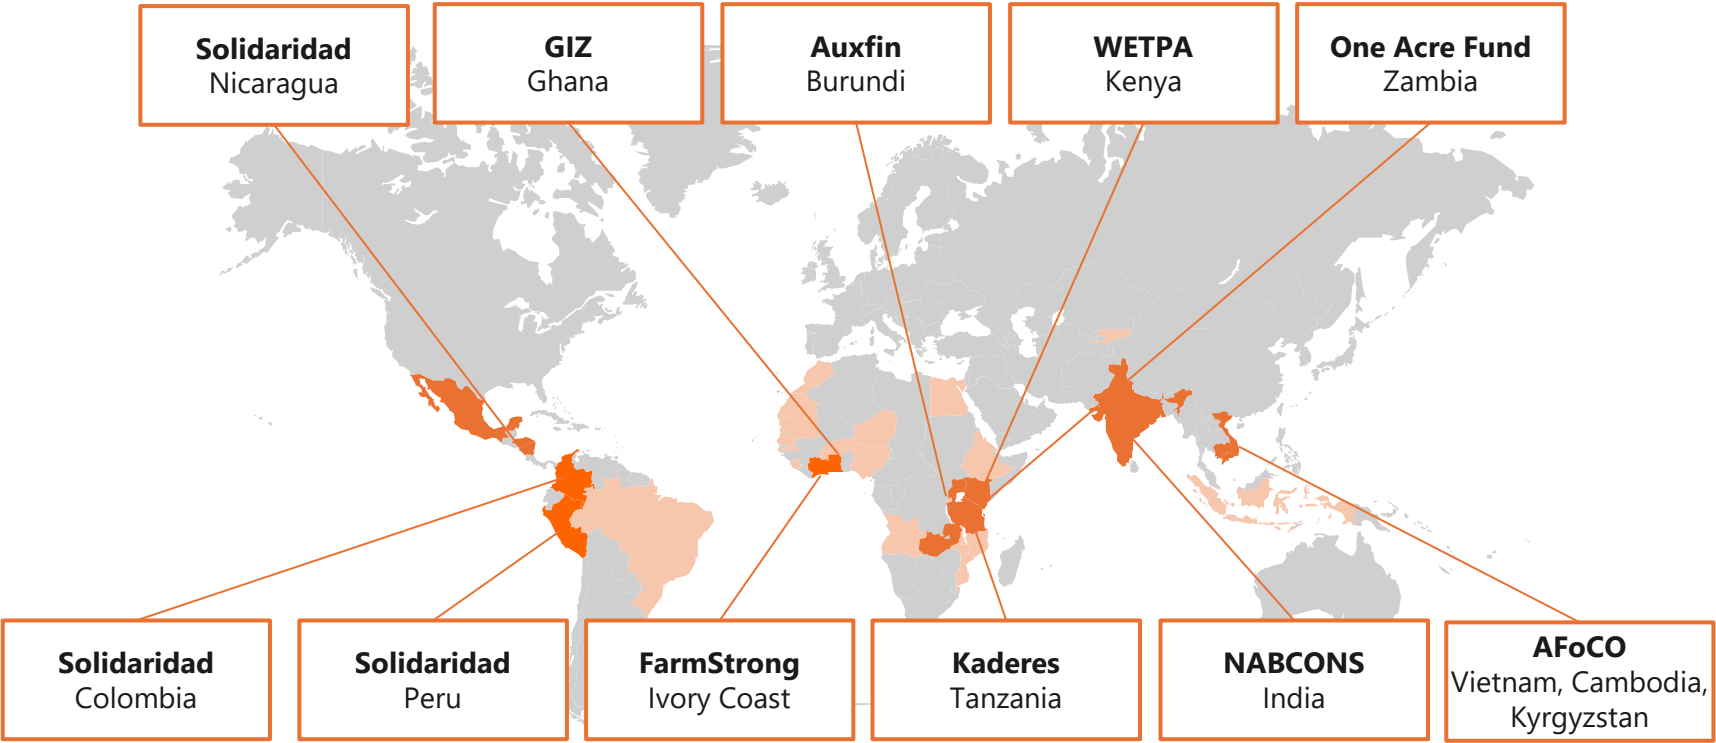 Solidaridad
Nicaragua
GIZ
Ghana
Auxfin
Burundi
WETPA
Kenya
One Acre Fund
Zambia
Solidaridad
Colombia
Solidaridad
Peru
FarmStrong
Ivory Coast
Kaderes
Tanzania
NABCONS
India
AFoCO
Vietnam, Cambodia,
Kyrgyzstan